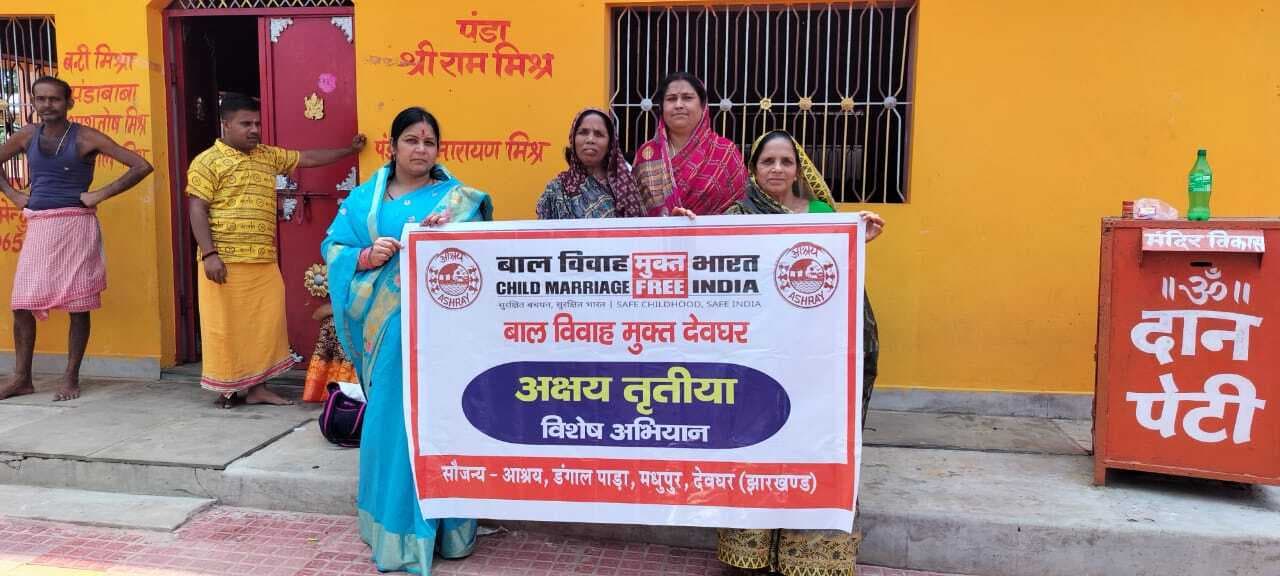 पंडा
श्री राम मिश्र
बद्री मिश्रा
पंडाबाबा
मिश्र
नारायण मिश्र
आश्रय
ASHRAY
बाल विवाह मुक्त भारत
CHILD MARRIAGE FREE INDIA
सुरक्षित बचपन, सुरक्षित भारत | SAFE CHILDHOOD, SAFE INDIA
आश्रय
ASHRAY
बाल विवाह मुक्त देवघर
अक्षय तृतीया
विशेष अभियान
सौजन्य - आश्रय, डंगाल पाड़ा, मधुपुर, देवघर (झारखण्ड)
मंदिर विकास
॥ॐ॥
दान
पेटी